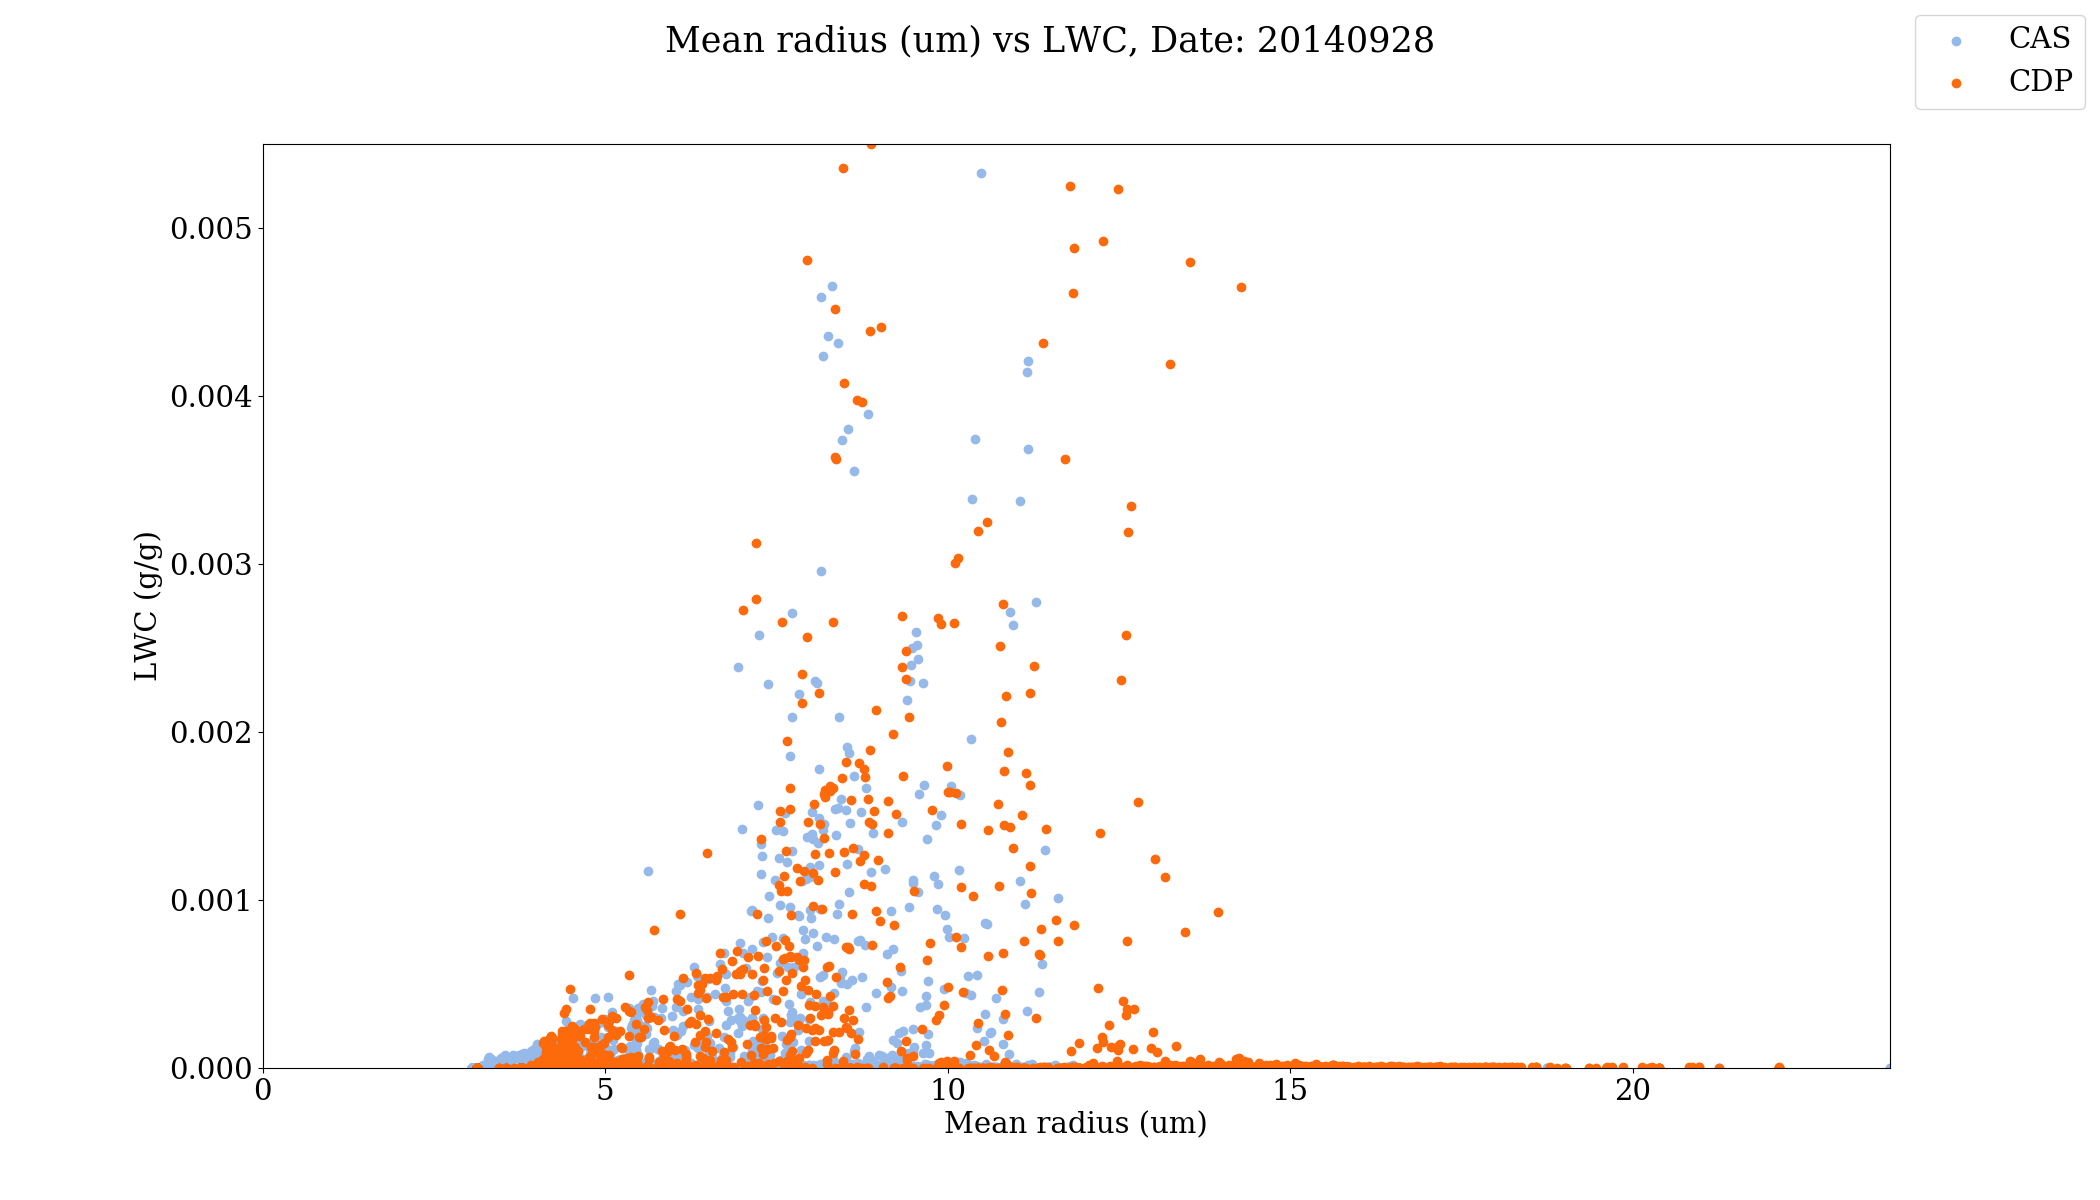 Mean radius (um) vs LWC, Date: 20140928
CAS
CDP
0.005
0.004
0.003
0.002
0.001
0.000
LWC (g/g)
0
5
10
15
20
Mean radius (um)